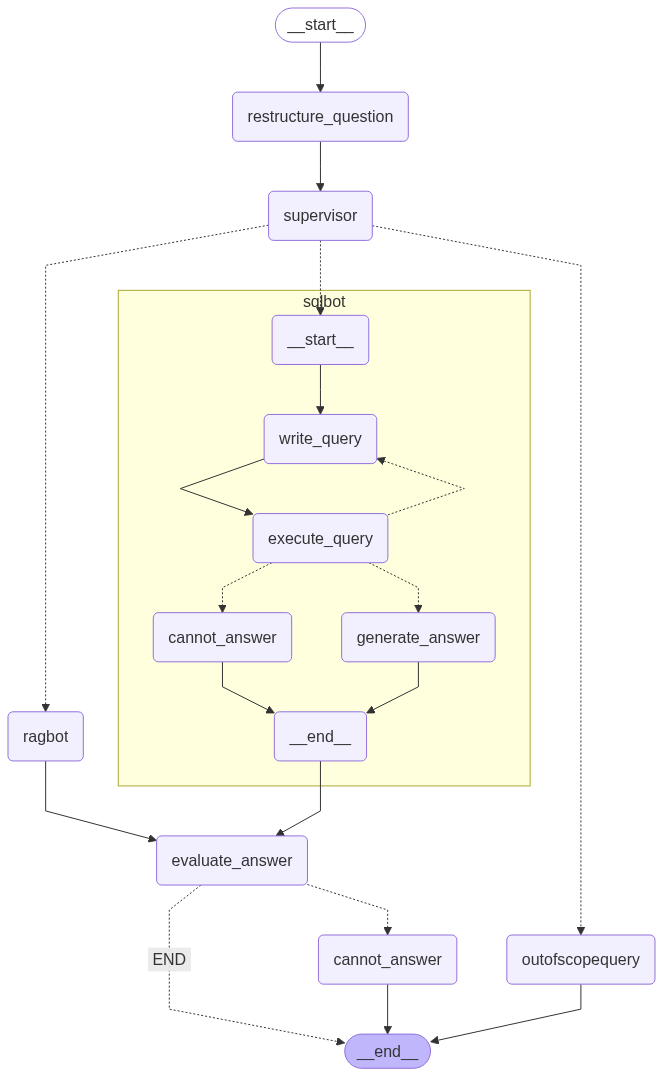 __start__
restructure_question
supervisor
sqlbot
__start__
write_query
execute_query
cannot_answer
generate_answer
__end__
ragbot
evaluate_answer
END
cannot_answer
outofscopequery
__end__